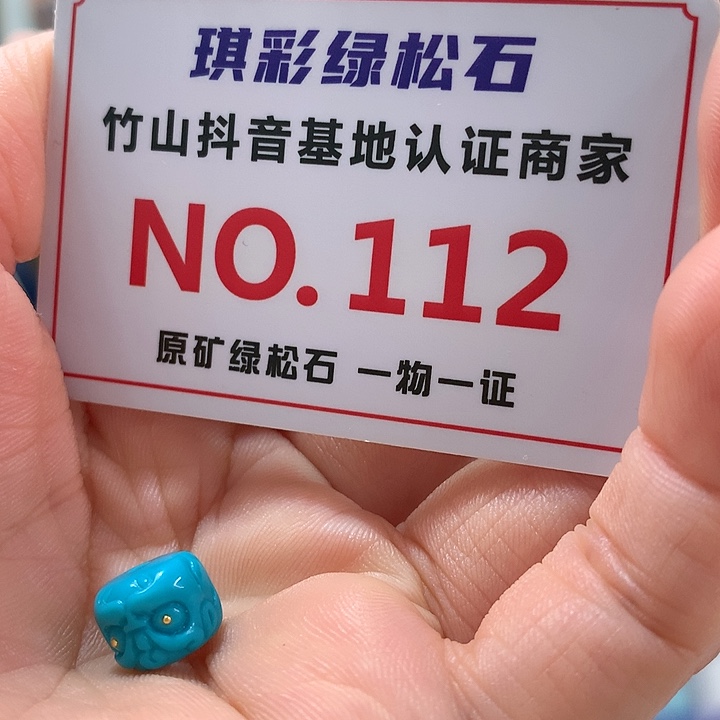 琪彩绿松石
竹山抖音基地认证商家
NO.112
原矿绿松石 一物一证